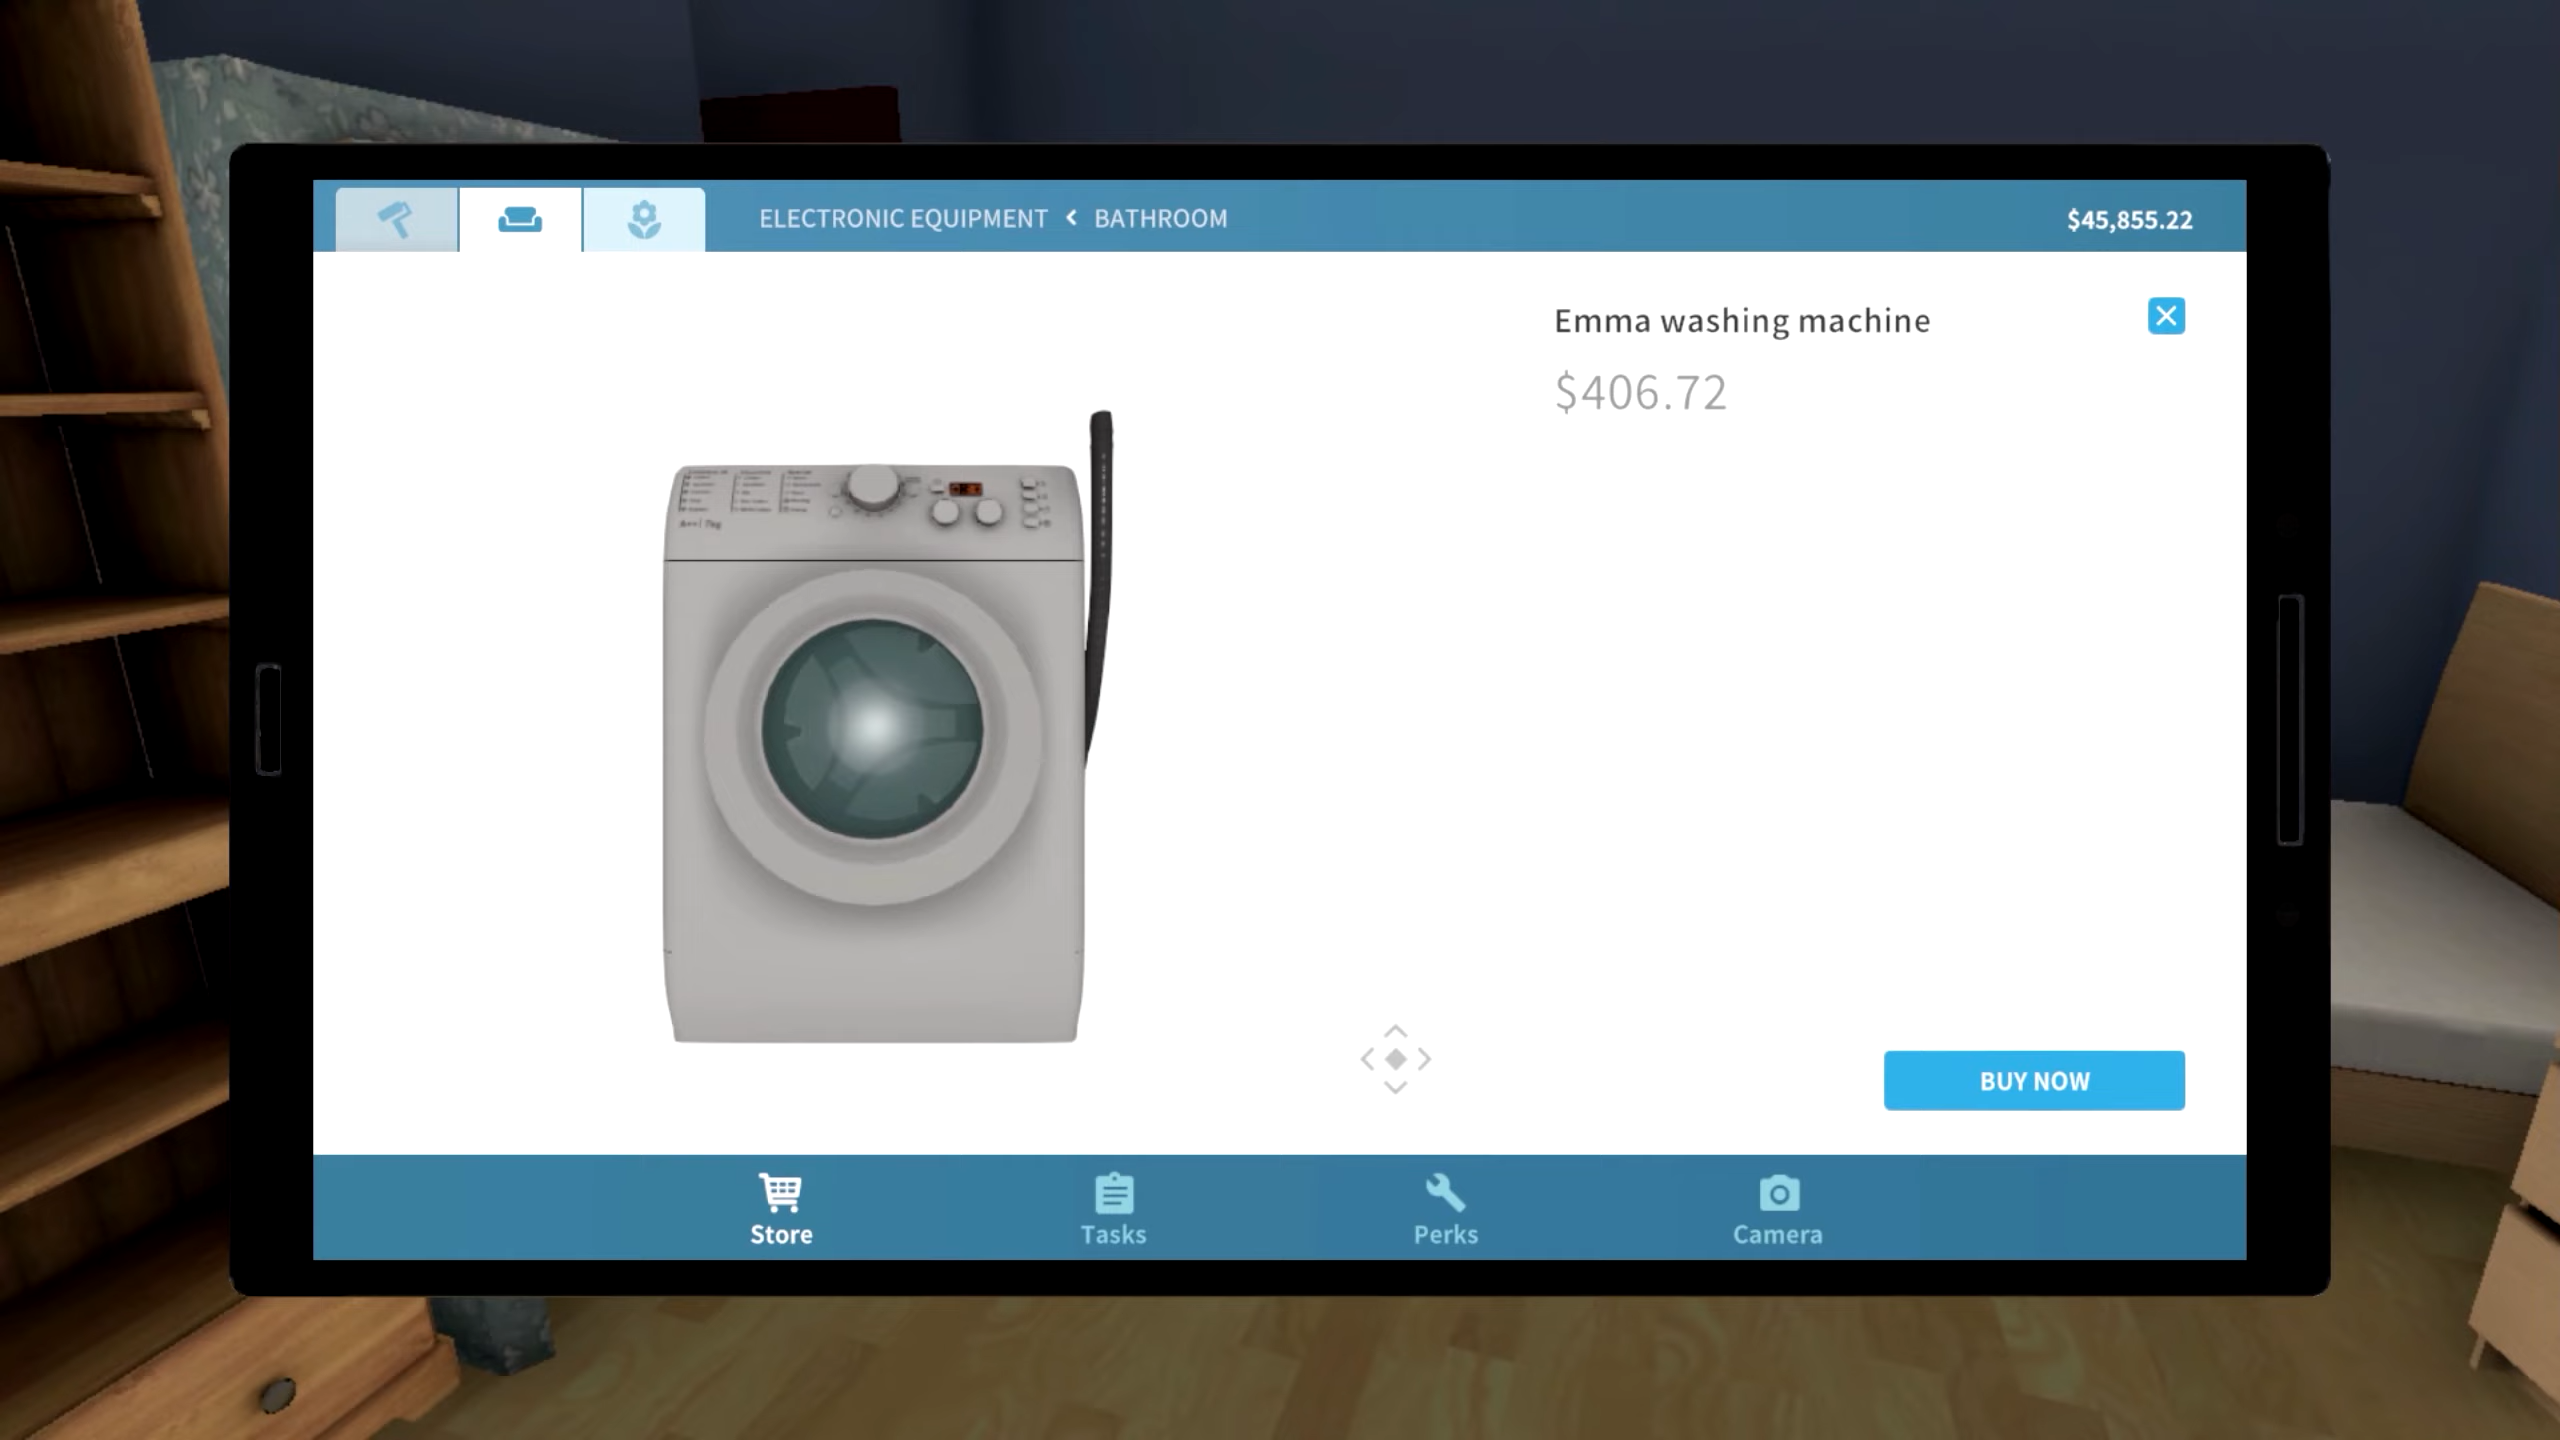 ELECTRONIC EQUIPMENT < BATHROOM
$45,855.22
Emma washing machine
$406.72
BUY NOW
Store
Tasks
Perks
Camera